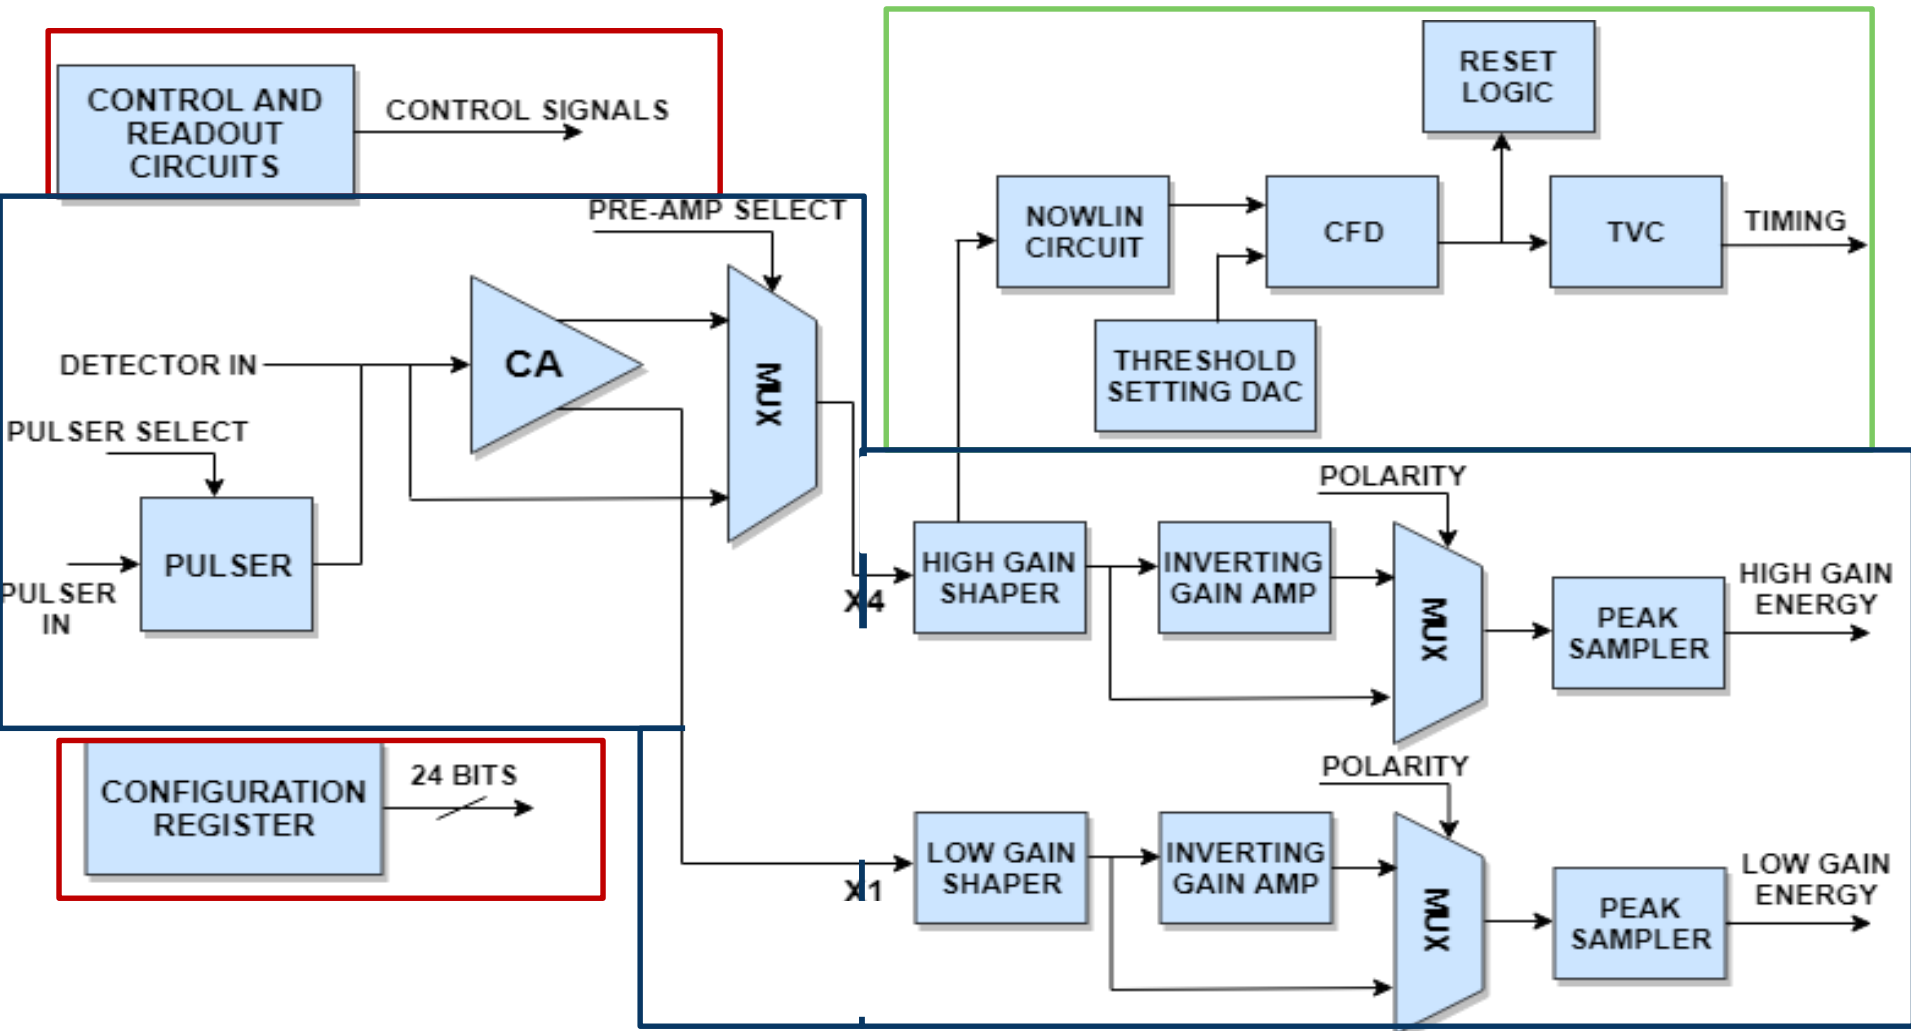 CONTROL AND
READOUT
CIRCUITS
CONTROL SIGNALS
RESET
LOGIC
PRE-AMP SELECT
NOWLIN
CIRCUIT
CFD
TVC
TIMING
THRESHOLD
SETTING DAC
DETECTOR IN
CA
MUX
PULSER SELECT
PULSER
PULSER
IN
X4
POLARITY
HIGH GAIN
SHAPER
INVERTING
GAIN AMP
MUX
PEAK
SAMPLER
HIGH GAIN
ENERGY
CONFIGURATION
REGISTER
24 BITS
X1
POLARITY
LOW GAIN
SHAPER
INVERTING
GAIN AMP
MUX
PEAK
SAMPLER
LOW GAIN
ENERGY